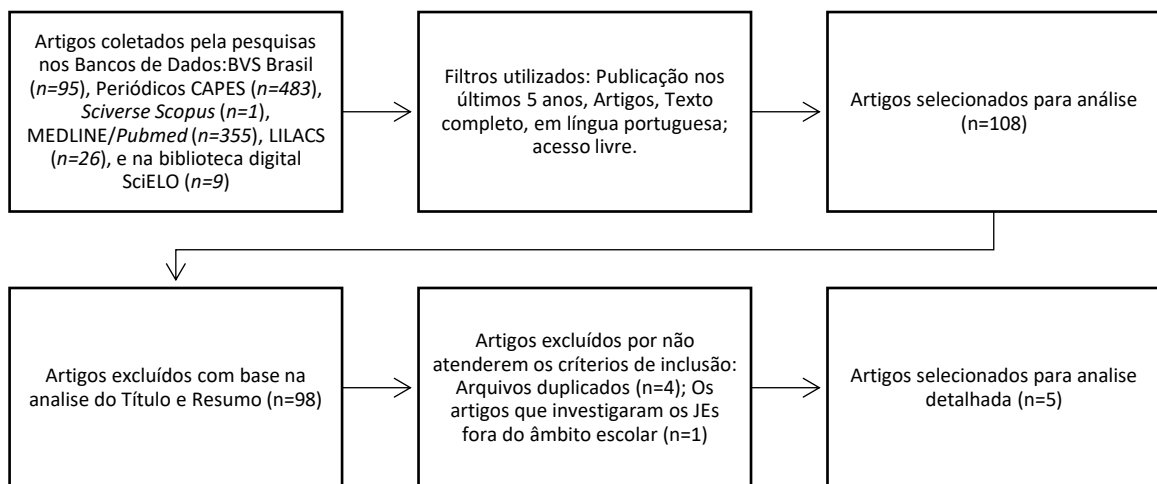 Artigos coletados pela pesquisas
nos Bancos de Dados:BVS Brasil
(n=95), Periódicos CAPES (n=483),
Sciverse Scopus (n=1),
MEDLINE/Pubmed (n=355), LILACS
(n=26), e na biblioteca digital
SciELO (n=9)
Filtros utilizados: Publicação nos
últimos 5 anos, Artigos, Texto
completo, em língua portuguesa;
acesso livre.
Artigos selecionados para análise
(n=108)
Artigos excluídos com base na
analise do Título e Resumo (n=98)
Artigos excluídos por não
atenderem os críterios de inclusão:
Arquivos duplicados (n=4); Os
artigos que investigaram os JEs
fora do âmbito escolar (n=1)
Artigos selecionados para analise
detalhada (n=5)